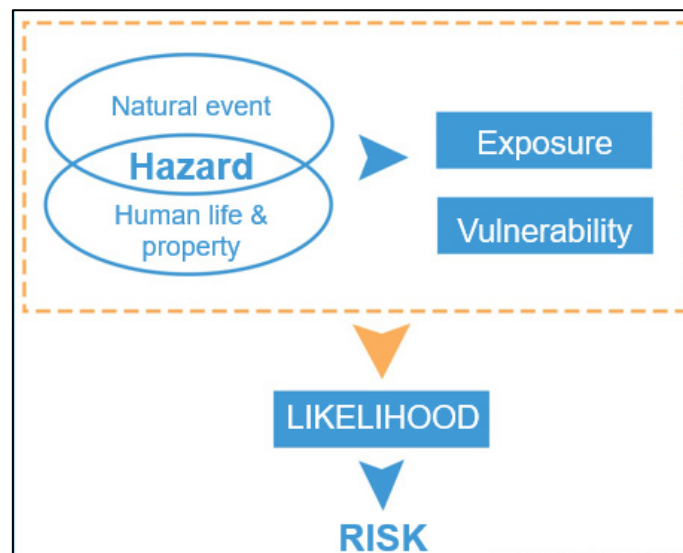 Natural event
Hazard
Human life &
property
Exposure
Vulnerability
LIKELIHOOD
RISK